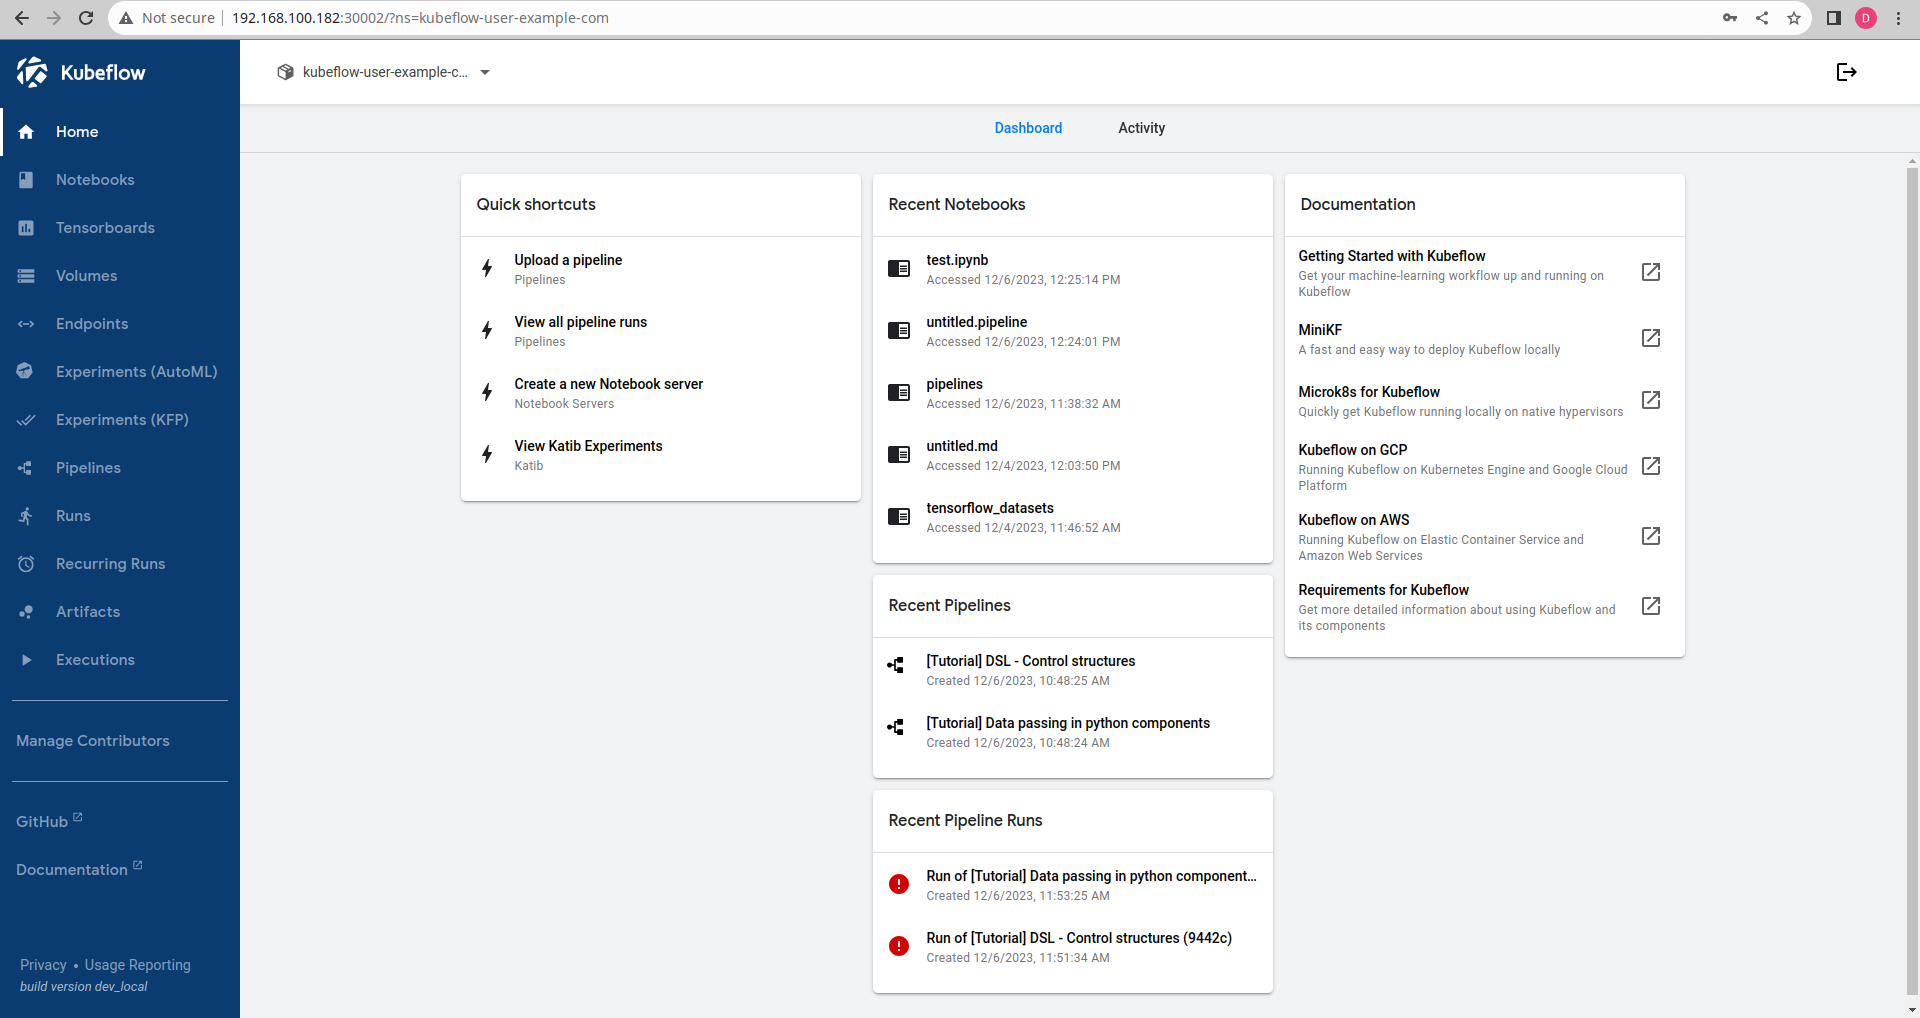 Not secure 192.168.100.182:30002/?ns=kubeflow-user-example-com
D
Kubeflow
Home
Notebooks
Tensorboards
Volumes
Endpoints
Experiments (AutoML)
Experiments (KFP)
Pipelines
Runs
Recurring Runs
Artifacts
Executions
Manage Contributors
GitHub
Documentation
Privacy • Usage Reporting
build version dev_local
kubeflow-user-example-c...
Dashboard Activity
Quick shortcuts
Upload a pipeline
Pipelines
View all pipeline runs
Pipelines
Create a new Notebook server
Notebook Servers
View Katib Experiments
Katib
Recent Notebooks
test.ipynb
Accessed 12/6/2023, 12:25:14 PM
untitled.pipeline
Accessed 12/6/2023, 12:24:01 PM
pipelines
Accessed 12/6/2023, 11:38:32 AM
untitled.md
Accessed 12/4/2023, 12:03:50 PM
tensorflow_datasets
Accessed 12/4/2023, 11:46:52 AM
Recent Pipelines
[Tutorial] DSL - Control structures
Created 12/6/2023, 10:48:25 AM
[Tutorial] Data passing in python components
Created 12/6/2023, 10:48:24 AM
Recent Pipeline Runs
Run of [Tutorial] Data passing in python component...
Created 12/6/2023, 11:53:25 AM
Run of [Tutorial] DSL - Control structures (9442c)
Created 12/6/2023, 11:51:34 AM
Documentation
Getting Started with Kubeflow
Get your machine-learning workflow up and running on
Kubeflow
MiniKF
A fast and easy way to deploy Kubeflow locally
Microk8s for Kubeflow
Quickly get Kubeflow running locally on native hypervisors
Kubeflow on GCP
Running Kubeflow on Kubernetes Engine and Google Cloud
Platform
Kubeflow on AWS
Running Kubeflow on Elastic Container Service and
Amazon Web Services
Requirements for Kubeflow
Get more detailed information about using Kubeflow and
its components